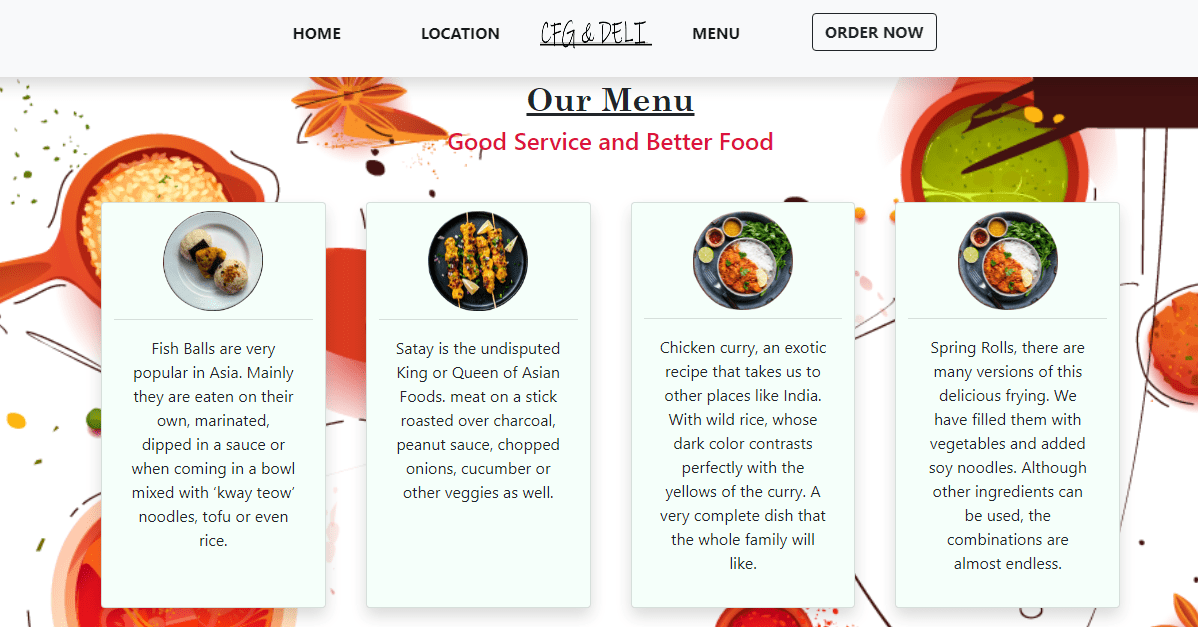 HOME
LOCATION
CFG & DELI
MENU
ORDER NOW
Our Menu
Good Service and Better Food
Fish Balls are very
popular in Asia. Mainly
they are eaten on their
own, marinated,
dipped in a sauce or
when coming in a bowl
mixed with ‘kway teow’
noodles, tofu or even
rice.
Satay is the undisputed
King or Queen of Asian
Foods. meat on a stick
roasted over charcoal,
peanut sauce, chopped
onions, cucumber or
other veggies as well.
Chicken curry, an exotic
recipe that takes us to
other places like India.
With wild rice, whose
dark color contrasts
perfectly with the
yellows of the curry. A
very complete dish that
the whole family will
like.
Spring Rolls, there are
many versions of this
delicious frying. We
have filled them with
vegetables and added
soy noodles. Although
other ingredients can
be used, the
combinations are
almost endless.